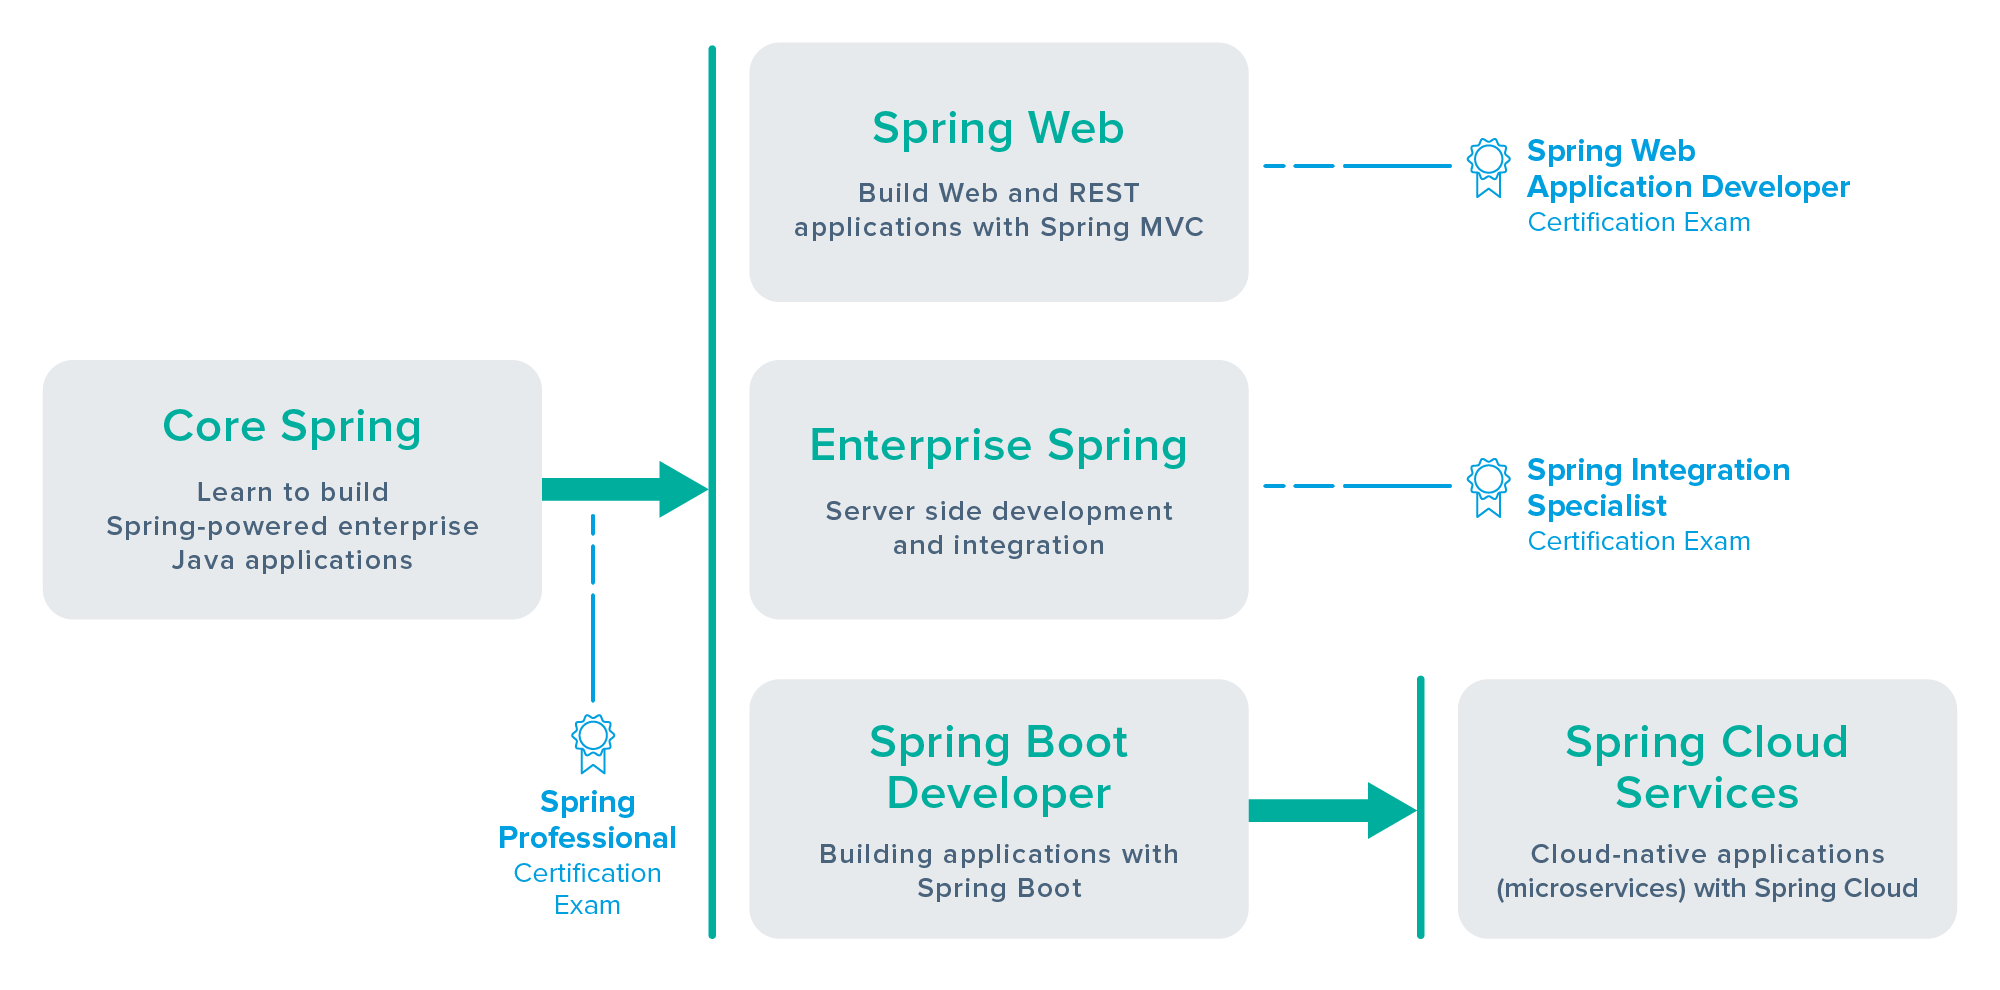 Core Spring
Learn to build
Spring-powered enterprise
Java applications
Spring
Professional
Certification
Exam
Spring Web
Build Web and REST
applications with Spring MVC
Spring Web
Application Developer
Certification Exam
Enterprise Spring
Server side development
and integration
Spring Integration
Specialist
Certification Exam
Spring Boot
Developer
Building applications with
Spring Boot
Spring Cloud
Services
Cloud-native applications
(microservices) with Spring Cloud